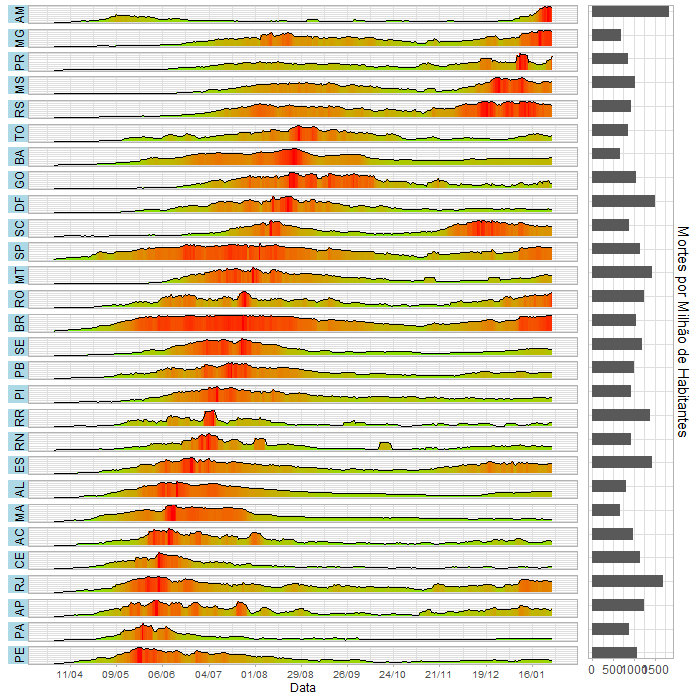 AM
MG
PR
MS
RS
TO
BA
GO
DF
SC
SP
MT
RO
BR
SE
PB
PI
RR
RN
ES
AL
MA
AC
CE
RJ
AP
PA
PE
11/04 09/05 06/06 04/07 01/08 29/08 26/09 24/10 21/11 19/12 16/01
Data
0 500 1000 1500
Mortes por Milhão de Habitantes